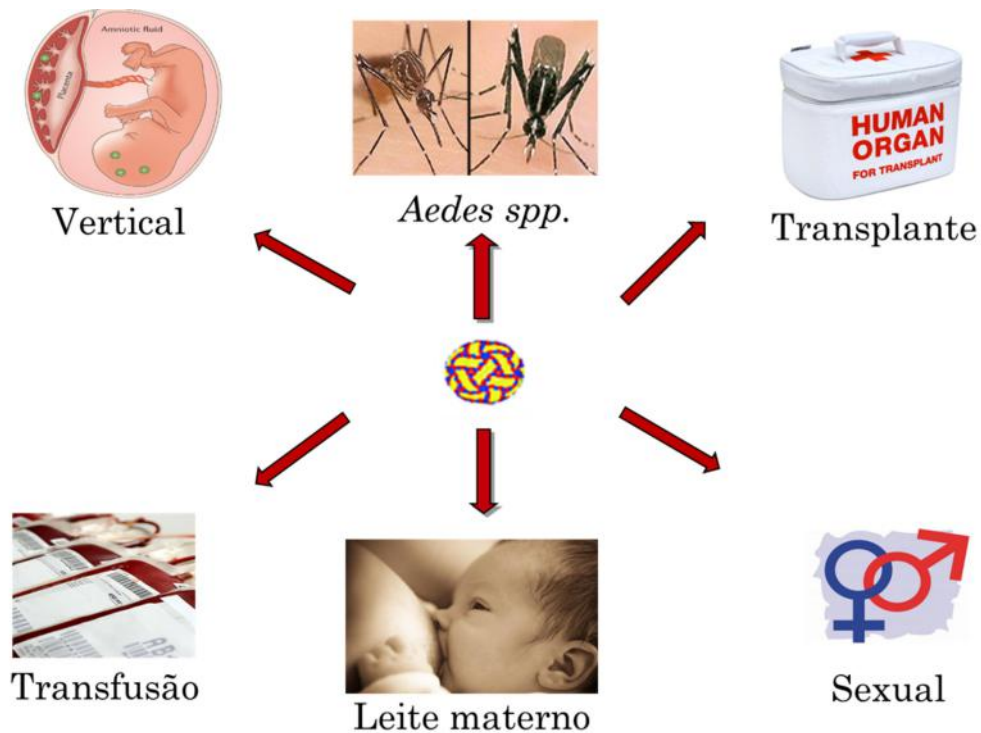 Amniotic fluid
Placenta
Vertical
Aedes spp.
HUMAN
ORGAN
FOR TRANSPLANT
Transplante
Transfusão
Leite materno
Sexual